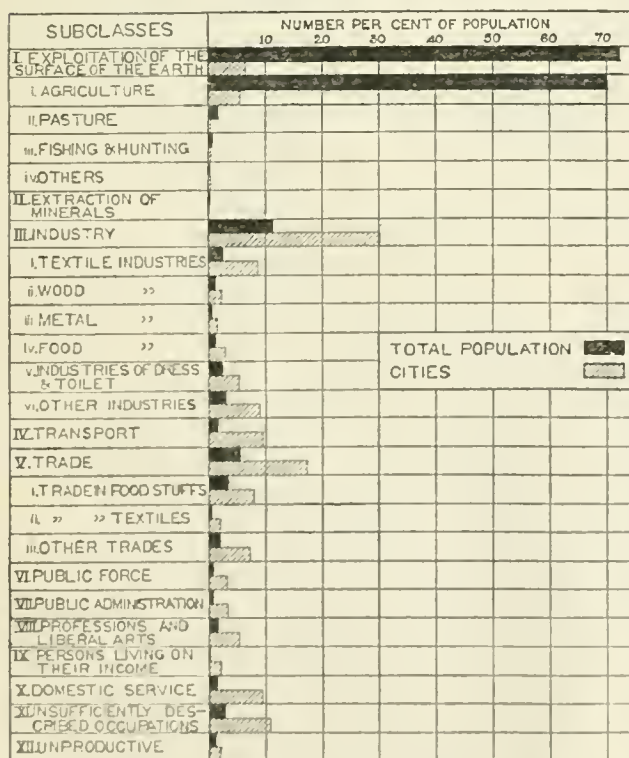 SUBCLASSES
NUMBER PER CENT OF POPULATION
10 20 30 40 50 60 70
I. EXPLOITATION OF THE
SURFACE OF THE EARTH
i. AGRICULTURE
ii. PASTURE
iii. FISHING & HUNTING
iv. OTHERS
II. EXTRACTION OF
MINERALS
III. INDUSTRY
i. TEXTILE INDUSTRIES
ii. WOOD ”
iii. METAL ”
iv. FOOD ”
v. INDUSTRIES OF DRESS
& TOILET
vi. OTHER INDUSTRIES
IV. TRANSPORT
V. TRADE
i. TRADE IN FOOD STUFFS
ii. ” ” TEXTILES
iii. OTHER TRADES
VI. PUBLIC FORCE
VII. PUBLIC ADMINISTRATION
VIII. PROFESSIONS AND
LIBERAL ARTS
IX. PERSONS LIVING ON
THEIR INCOME
X. DOMESTIC SERVICE
XI. UNSUFFICIENTLY DES-
CRIBED OCCUPATIONS
XII. UNPRODUCTIVE
TOTAL POPULATION
CITIES